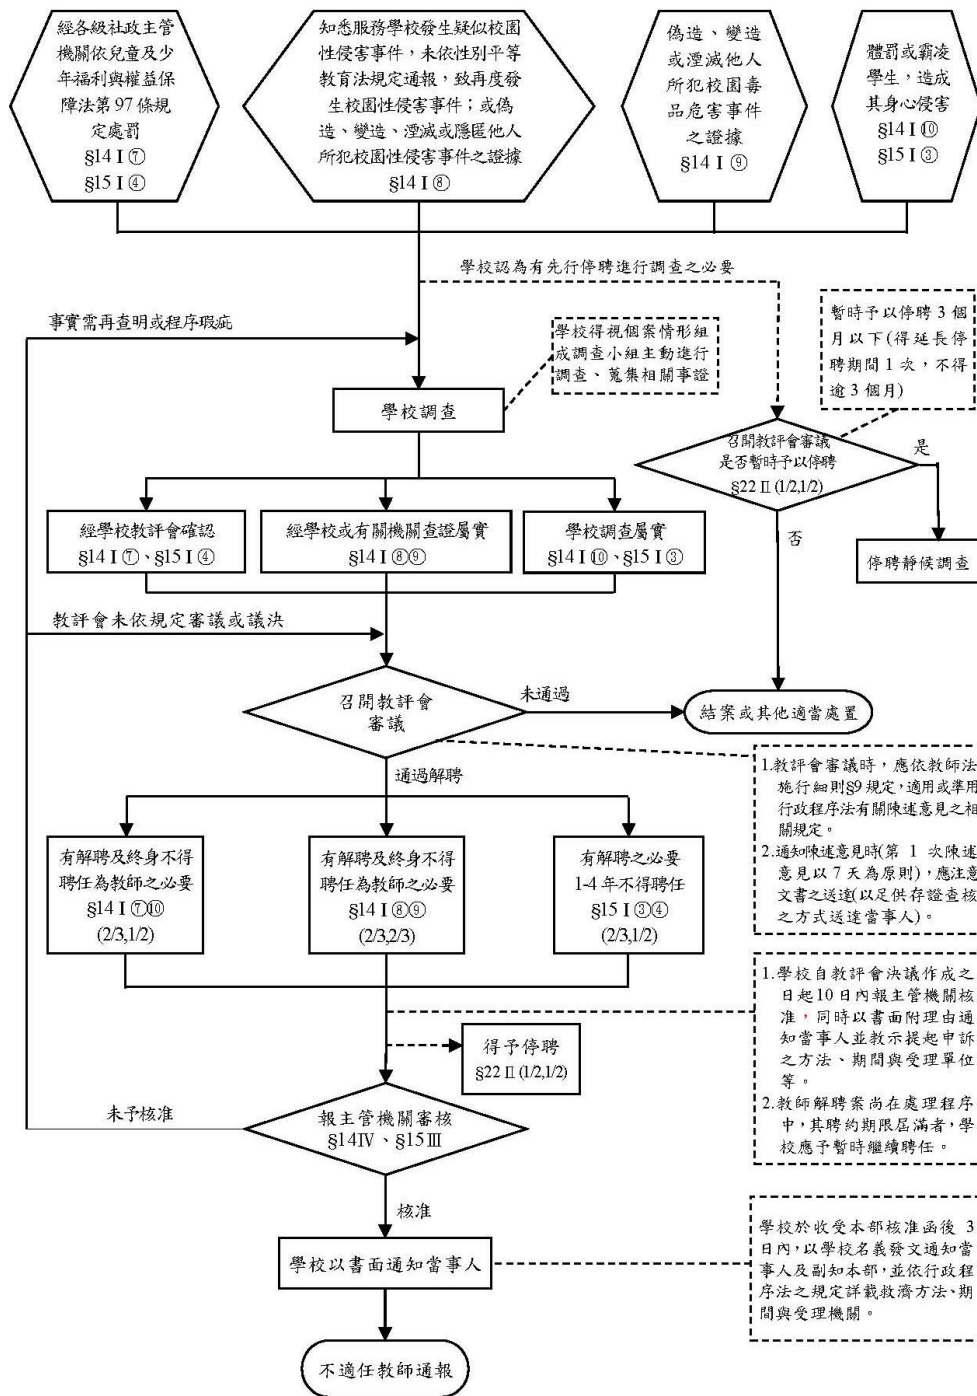 經各級社政主管
機關依兒童及少
年福利與權益保
障法第 97 條規
定處罰
§14 I ⑦
§15 I ④
知悉服務學校發生疑似校園
性侵害事件，未依性別平等
教育法規定通報，致再度發
生校園性侵害事件；或偽
造、變造、湮滅或隱匿他人
所犯校園性侵害事件之證據
§14 I ⑧
偽造、變造
或湮滅他人
所犯校園毒
品危害事件
之證據
§14 I ⑨
體罰或霸凌
學生，造成
其身心侵害
§14 I ⑩
§15 I ③
學校認為有先行停聘進行調查之必要
事實需再查明或程序瑕疵
學校得視個案情形組
成調查小組主動進行
調查、蒐集相關事證
暫時予以停聘 3 個
月以下(得延長停
聘期間 1 次，不得
逾 3 個月)
學校調查
召開教評會審議
是否暫時予以停聘
§22 II (1/2,1/2)
是
否
停聘靜候調查
經學校教評會確認
§14 I ⑦、§15 I ④
經學校或有關機關查證屬實
§14 I ⑧⑨
學校調查屬實
§14 I ⑩、§15 I ③
教評會未依規定審議或議決
召開教評會
審議
未通過
結案或其他適當處置
通過解聘
1.教評會審議時，應依教師法
施行細則§9 規定，適用或準用
行政程序法有關陳述意見之相
關規定。
2.通知陳述意見時(第 1 次陳述
意見以 7 天為原則)，應注意
文書之送達(以足供存證查核
之方式送達當事人)。
有解聘及終身不得
聘任為教師之必要
§14 I ⑦⑩
(2/3,1/2)
有解聘及終身不得
聘任為教師之必要
§14 I ⑧⑨
(2/3,2/3)
有解聘之必要
1-4 年不得聘任
§15 I ③④
(2/3,1/2)
1.學校自教評會決議作成之
日起 10 日內報主管機關核
准，同時以書面附理由通
知當事人並教示提起申訴
之方法、期間與受理單位
等。
2.教師解聘案尚在處理程序
中，其聘約期限屆滿者，學
校應予暫時繼續聘任。
得予停聘
§22 II (1/2,1/2)
未予核准
報主管機關審核
§14IV、§15III
核准
學校以書面通知當事人
學校於收受本部核准函後 3
日內，以學校名義發文通知當
事人及副知本部，並依行政程
序法之規定詳載救濟方法、期
間與受理機關。
不適任教師通報